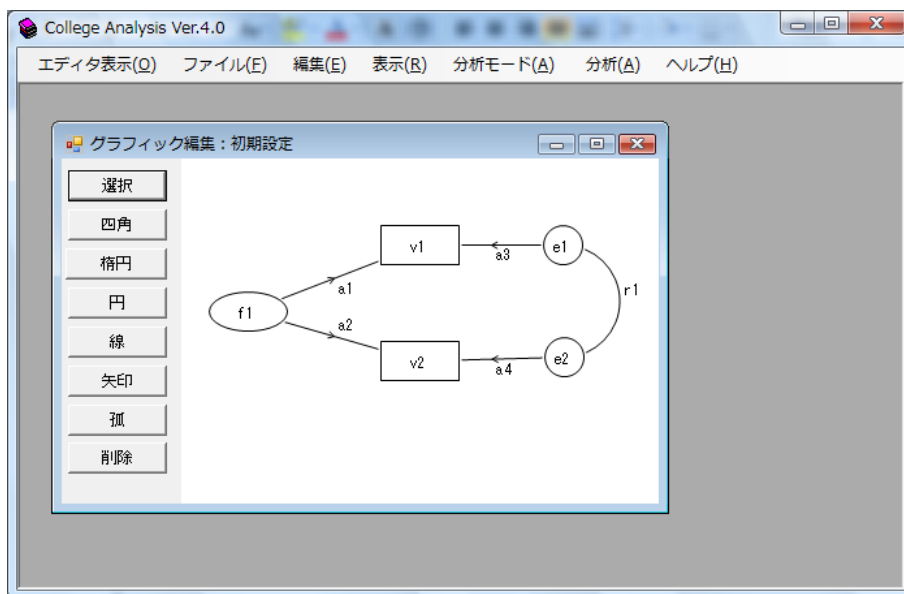 College Analysis Ver.4.0
エディタ表示(O) ファイル(F) 編集(E) 表示(R) 分析モード(A) 分析(A) ヘルプ(H)
グラフィック編集：初期設定
選択
四角
楕円
円
線
矢印
孤
削除
v1
a3
e1
a1
r1
f1
a2
v2
a4
e2